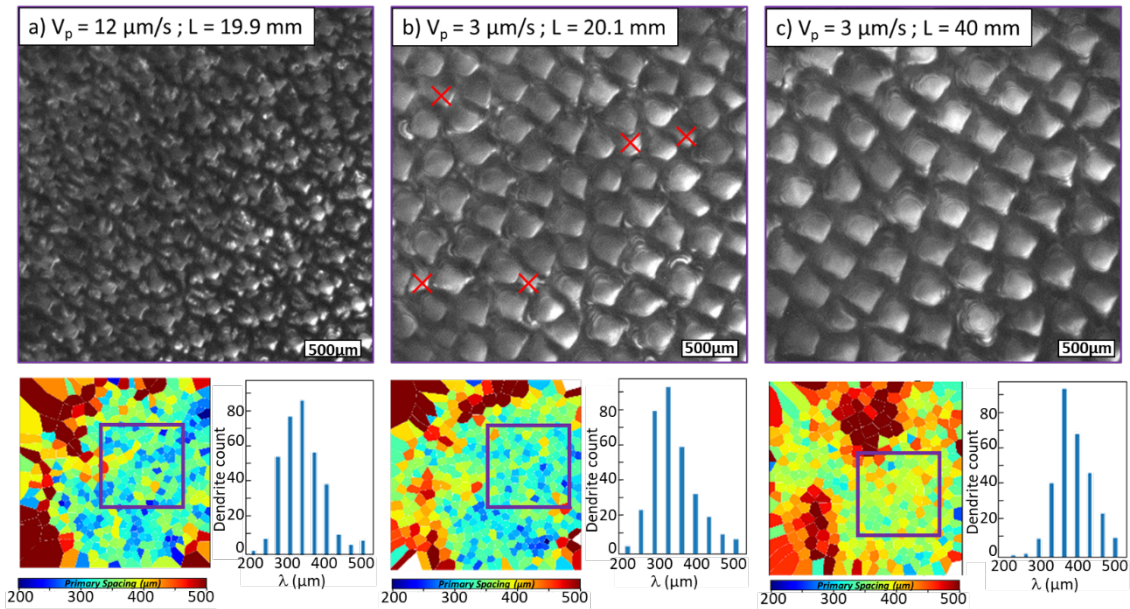 a) Vₚ = 12 µm/s ; L = 19.9 mm
b) Vₚ = 3 µm/s ; L = 20.1 mm
c) Vₚ = 3 µm/s ; L = 40 mm
500µm
500µm
500µm
Dendrite count
80
60
40
20
0
200 300 400 500
λ (µm)
Primary Spacing (µm)
200 300 400 500
Dendrite count
80
60
40
20
0
200 300 400 500
λ (µm)
Primary Spacing (µm)
200 300 400 500
Dendrite count
80
60
40
20
0
200 300 400 500
λ (µm)
Primary Spacing (µm)
200 300 400 500